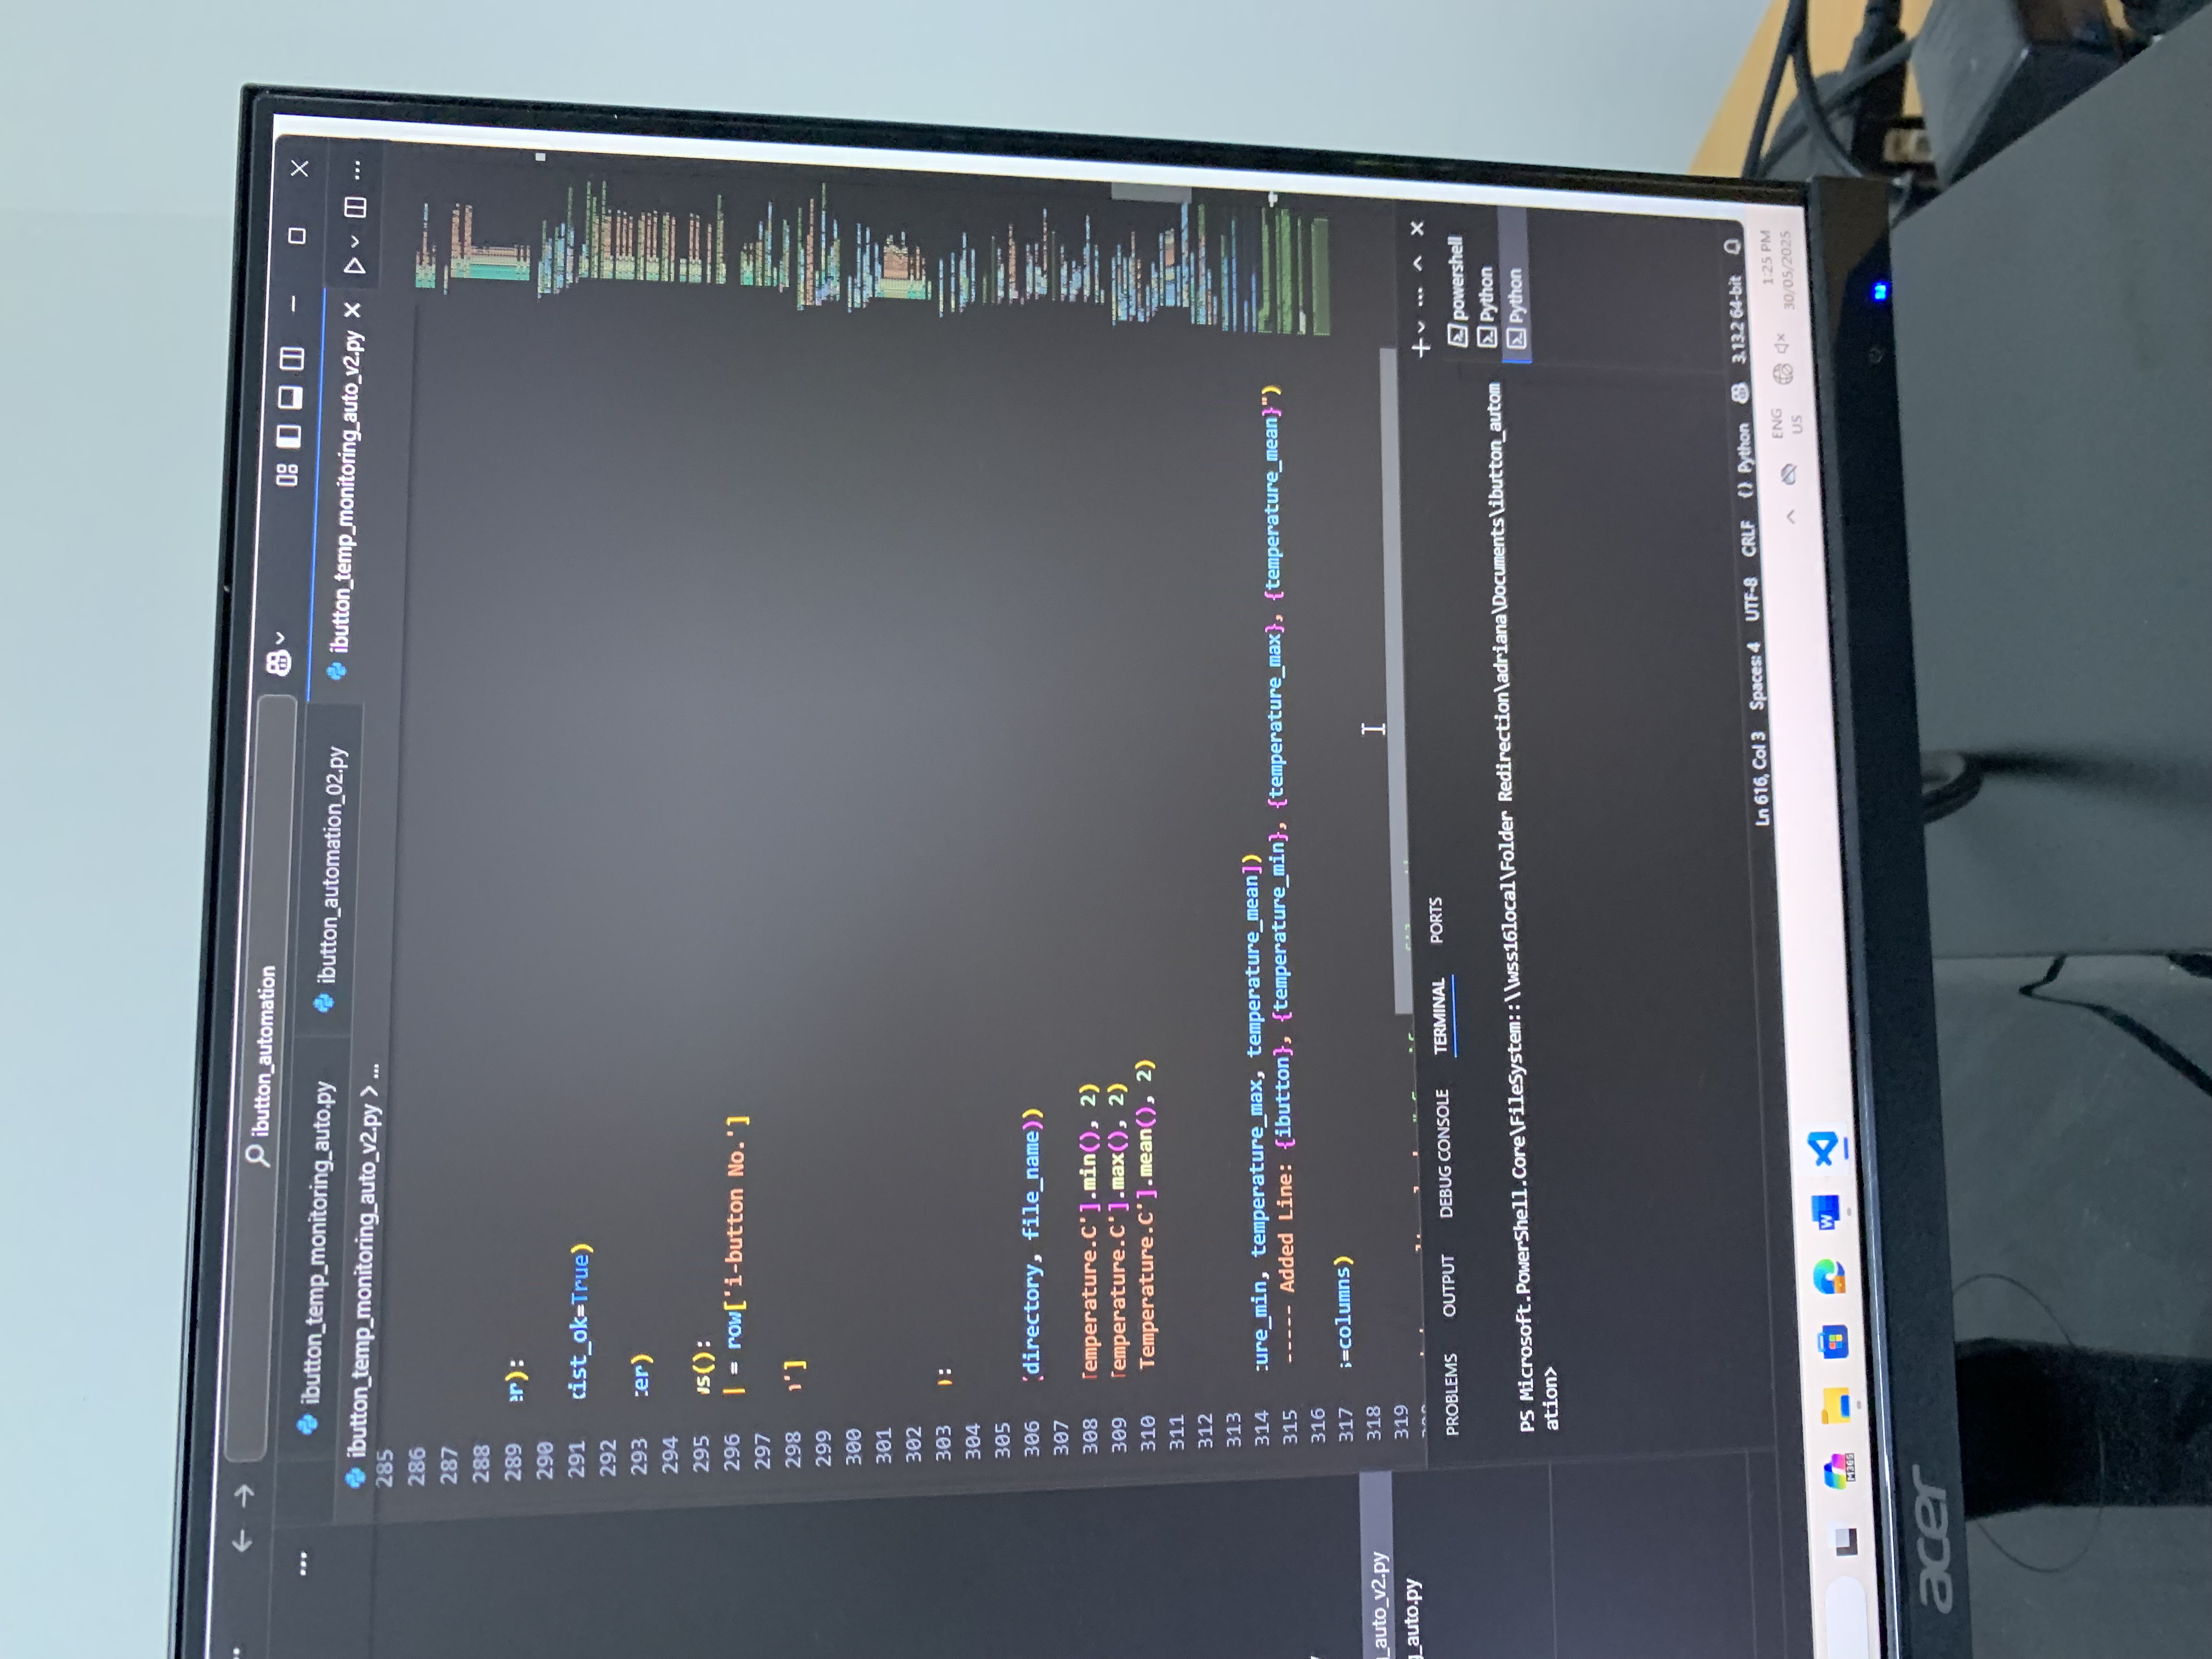 ibutton_automation
ibutton_temp_monitoring_auto.py
ibutton_automation_02.py
ibutton_temp_monitoring_auto_v2.py
ibutton_temp_monitoring_auto_v2.py > ...
285
286
287
288
289 er):
290
291 xist_ok=True)
292
293 ter)
294
295 ws():
296 = row['i-button No.']
297
298 ']
299
300
301
302
303 ):
304
305
306 (directory, file_name))
307
308 Temperature.C'].min(), 2)
309 Temperature.C'].max(), 2)
310 Temperature.C'].mean(), 2)
311
312
313
314 ture_min, temperature_max, temperature_mean])
315 ----- Added Line: {ibutton}, {temperature_min}, {temperature_max}, {temperature_mean}")
316
317 s=columns)
318
319
_auto_v2.py
g_auto.py
PROBLEMS OUTPUT DEBUG CONSOLE TERMINAL PORTS
powershell
Python
Python
PS Microsoft.PowerShell.Core\FileSystem::\\wss16local\Folder Redirection\adriana\Documents\ibutton_autom
ation>
Ln 616, Col 3 Spaces: 4 UTF-8 CRLF {} Python 3.13.2 64-bit
ENG
US
1:25 PM
30/05/2025
M365
W
acer